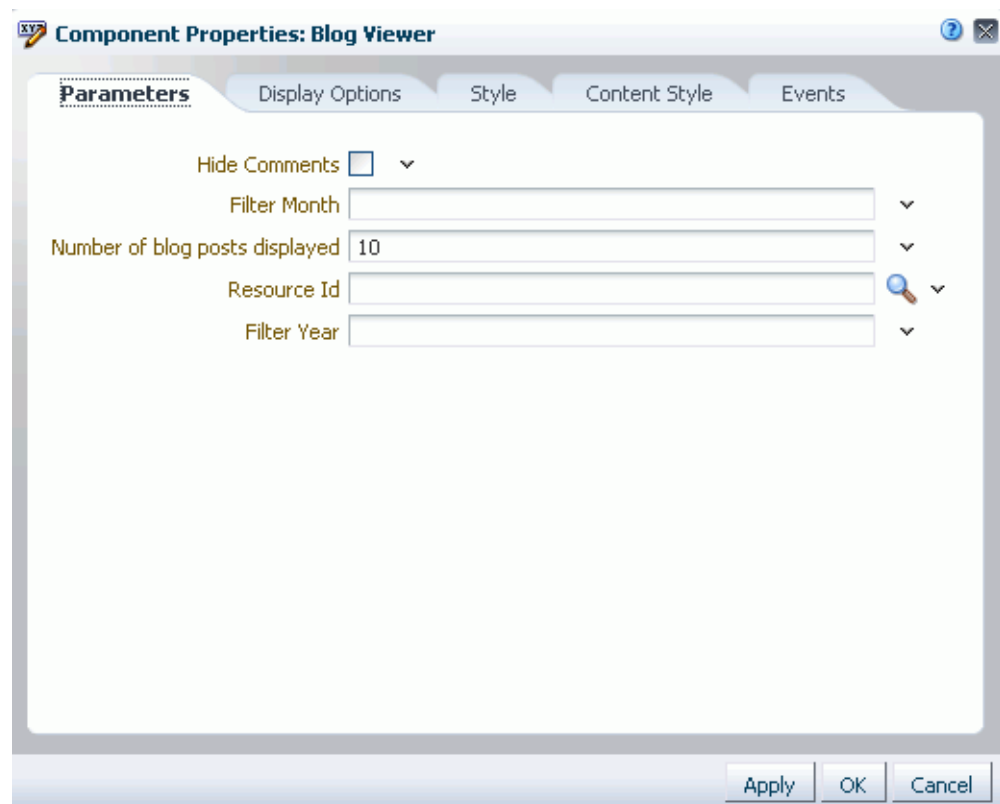 Component Properties: Blog Viewer
Parameters Display Options Style Content Style Events
Hide Comments
Filter Month
Number of blog posts displayed 10
Resource Id
Filter Year
Apply OK Cancel